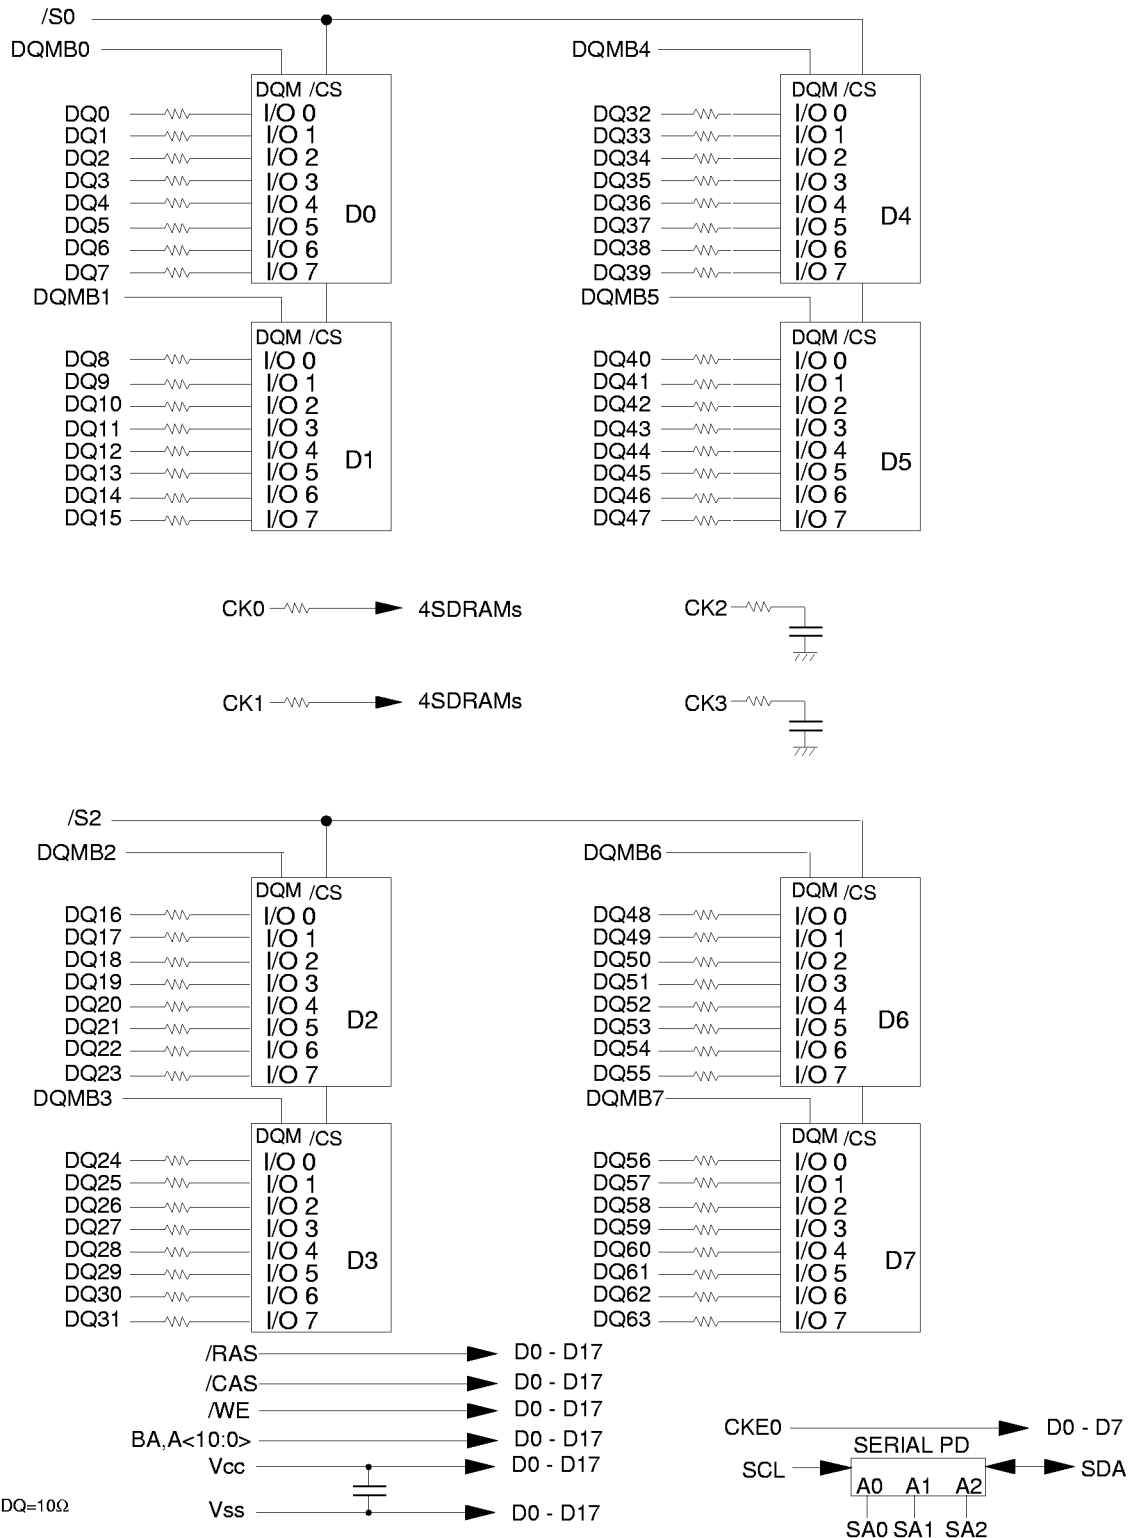 /S0
DQMB0 DQMB4
DQM /CS DQM /CS
DQ0 I/O 0 DQ32 I/O 0
DQ1 I/O 1 DQ33 I/O 1
DQ2 I/O 2 DQ34 I/O 2
DQ3 I/O 3 DQ35 I/O 3
DQ4 I/O 4 DQ36 I/O 4
D0 D4
DQ5 I/O 5 DQ37 I/O 5
DQ6 I/O 6 DQ38 I/O 6
DQ7 I/O 7 DQ39 I/O 7
DQMB1 DQMB5
DQM /CS DQM /CS
DQ8 I/O 0 DQ40 I/O 0
DQ9 I/O 1 DQ41 I/O 1
DQ10 I/O 2 DQ42 I/O 2
DQ11 I/O 3 DQ43 I/O 3
DQ12 I/O 4 DQ44 I/O 4
D1 D5
DQ13 I/O 5 DQ45 I/O 5
DQ14 I/O 6 DQ46 I/O 6
DQ15 I/O 7 DQ47 I/O 7
CK0 4SDRAMs CK2
CK1 4SDRAMs CK3
/S2
DQMB2 DQMB6
DQM /CS DQM /CS
DQ16 I/O 0 DQ48 I/O 0
DQ17 I/O 1 DQ49 I/O 1
DQ18 I/O 2 DQ50 I/O 2
DQ19 I/O 3 DQ51 I/O 3
DQ20 I/O 4 DQ52 I/O 4
D2 D6
DQ21 I/O 5 DQ53 I/O 5
DQ22 I/O 6 DQ54 I/O 6
DQ23 I/O 7 DQ55 I/O 7
DQMB3 DQMB7
DQM /CS DQM /CS
DQ24 I/O 0 DQ56 I/O 0
DQ25 I/O 1 DQ57 I/O 1
DQ26 I/O 2 DQ58 I/O 2
DQ27 I/O 3 DQ59 I/O 3
DQ28 I/O 4 DQ60 I/O 4
D3 D7
DQ29 I/O 5 DQ61 I/O 5
DQ30 I/O 6 DQ62 I/O 6
DQ31 I/O 7 DQ63 I/O 7
/RAS D0 - D17
/CAS D0 - D17
/WE D0 - D17
CKE0 D0 - D7
BA,A<10:0> D0 - D17
SERIAL PD
Vcc D0 - D17
SCL SDA
A0 A1 A2
DQ=10Ω
Vss D0 - D17
SA0 SA1 SA2